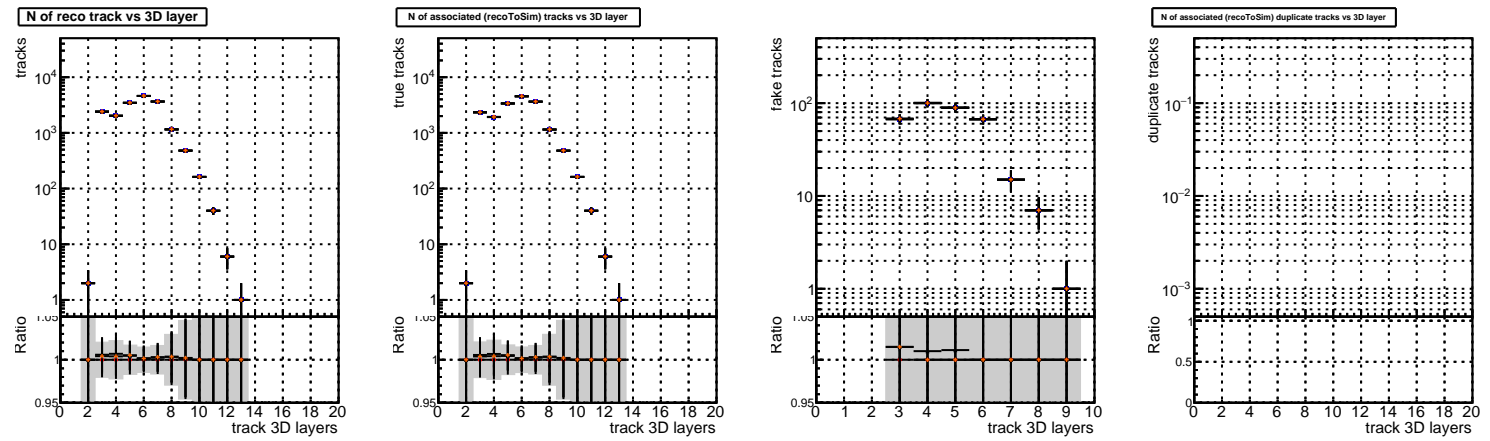 N of reco track vs 3D layer
tracks
10⁴
10³
10²
10
1
1.05
Ratio
1
0.95
0 2 4 6 8 10 12 14 16 18 20
track 3D layers
N of associated (recoToSim) tracks vs 3D layer
true tracks
10⁴
10³
10²
10
1
1.05
Ratio
1
0.95
0 2 4 6 8 10 12 14 16 18 20
track 3D layers
fake tracks
10²
10
1
1.05
Ratio
1
0.95
0 1 2 3 4 5 6 7 8 9 10
track 3D layers
N of associated (recoToSim) duplicate tracks vs 3D layer
duplicate tracks
10⁻¹
10⁻²
10⁻³
1
Ratio
0.5
0
0 2 4 6 8 10 12 14 16 18 20
track 3D layers